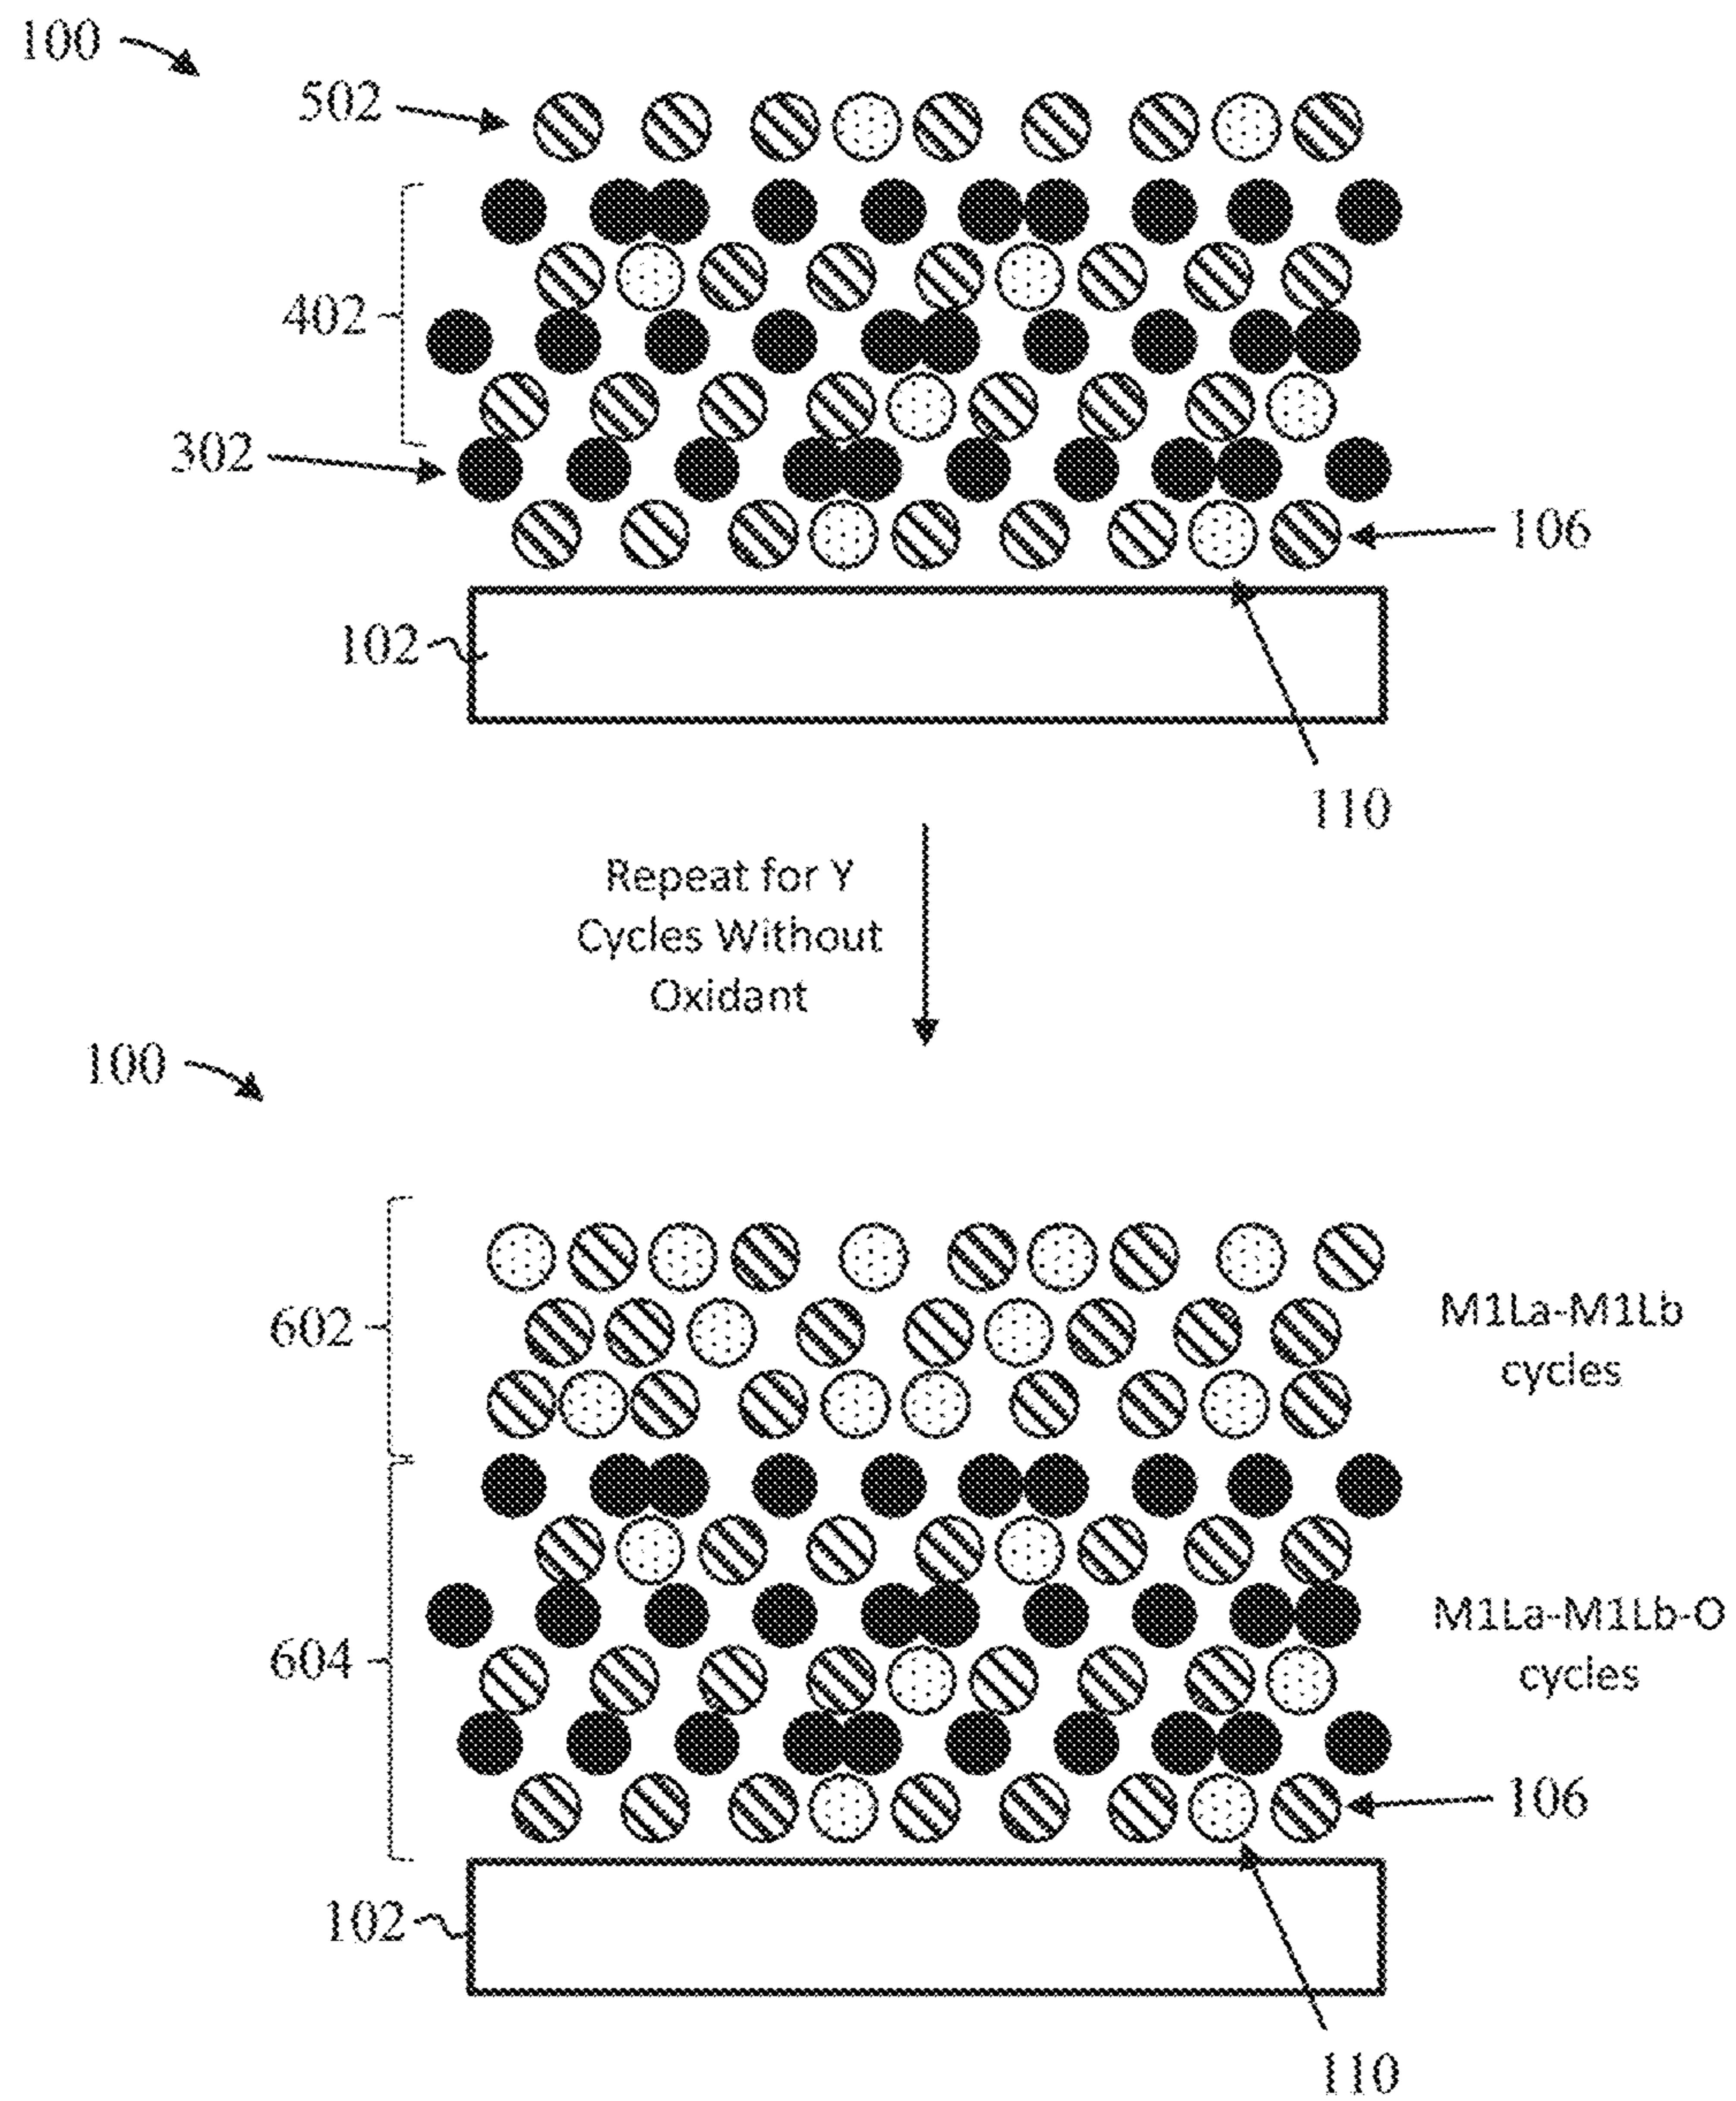 100
502
402
302
106
102
110
Repeat for Y
Cycles Without
Oxidant
100
602
M1La-M1Lb
cycles
604
M1La-M1Lb-O
cycles
106
102
110